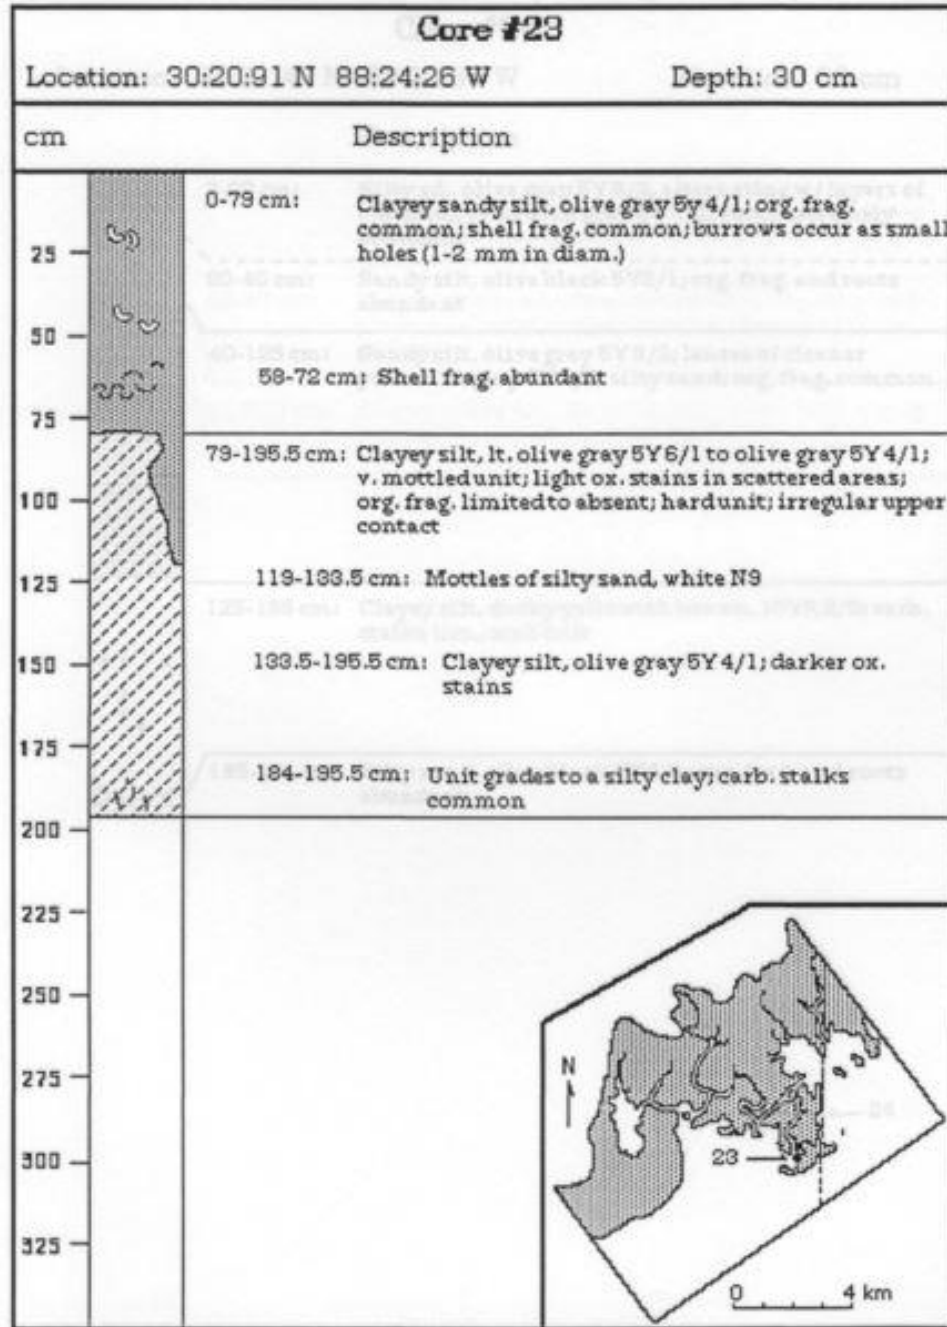 Core #23
Location: 30:20:91 N 88:24:26 W Depth: 30 cm
cm Description
0-79 cm: Clayey sandy silt, olive gray 5y 4/1; org. frag.
common; shell frag. common; burrows occur as small
holes (1-2 mm in diam.)
25
50
58-72 cm: Shell frag. abundant
75
79-195.5 cm: Clayey silt, lt. olive gray 5Y 6/1 to olive gray 5Y 4/1;
v. mottled unit; light ox. stains in scattered areas;
org. frag. limited to absent; hard unit; irregular upper
contact
100
119-133.5 cm: Mottles of silty sand, white N9
125
133.5-195.5 cm: Clayey silt, olive gray 5Y 4/1; darker ox.
stains
150
175
184-195.5 cm: Unit grades to a silty clay; carb. stalks
common
200
225
250
275
300
325
N
23
0 4 km